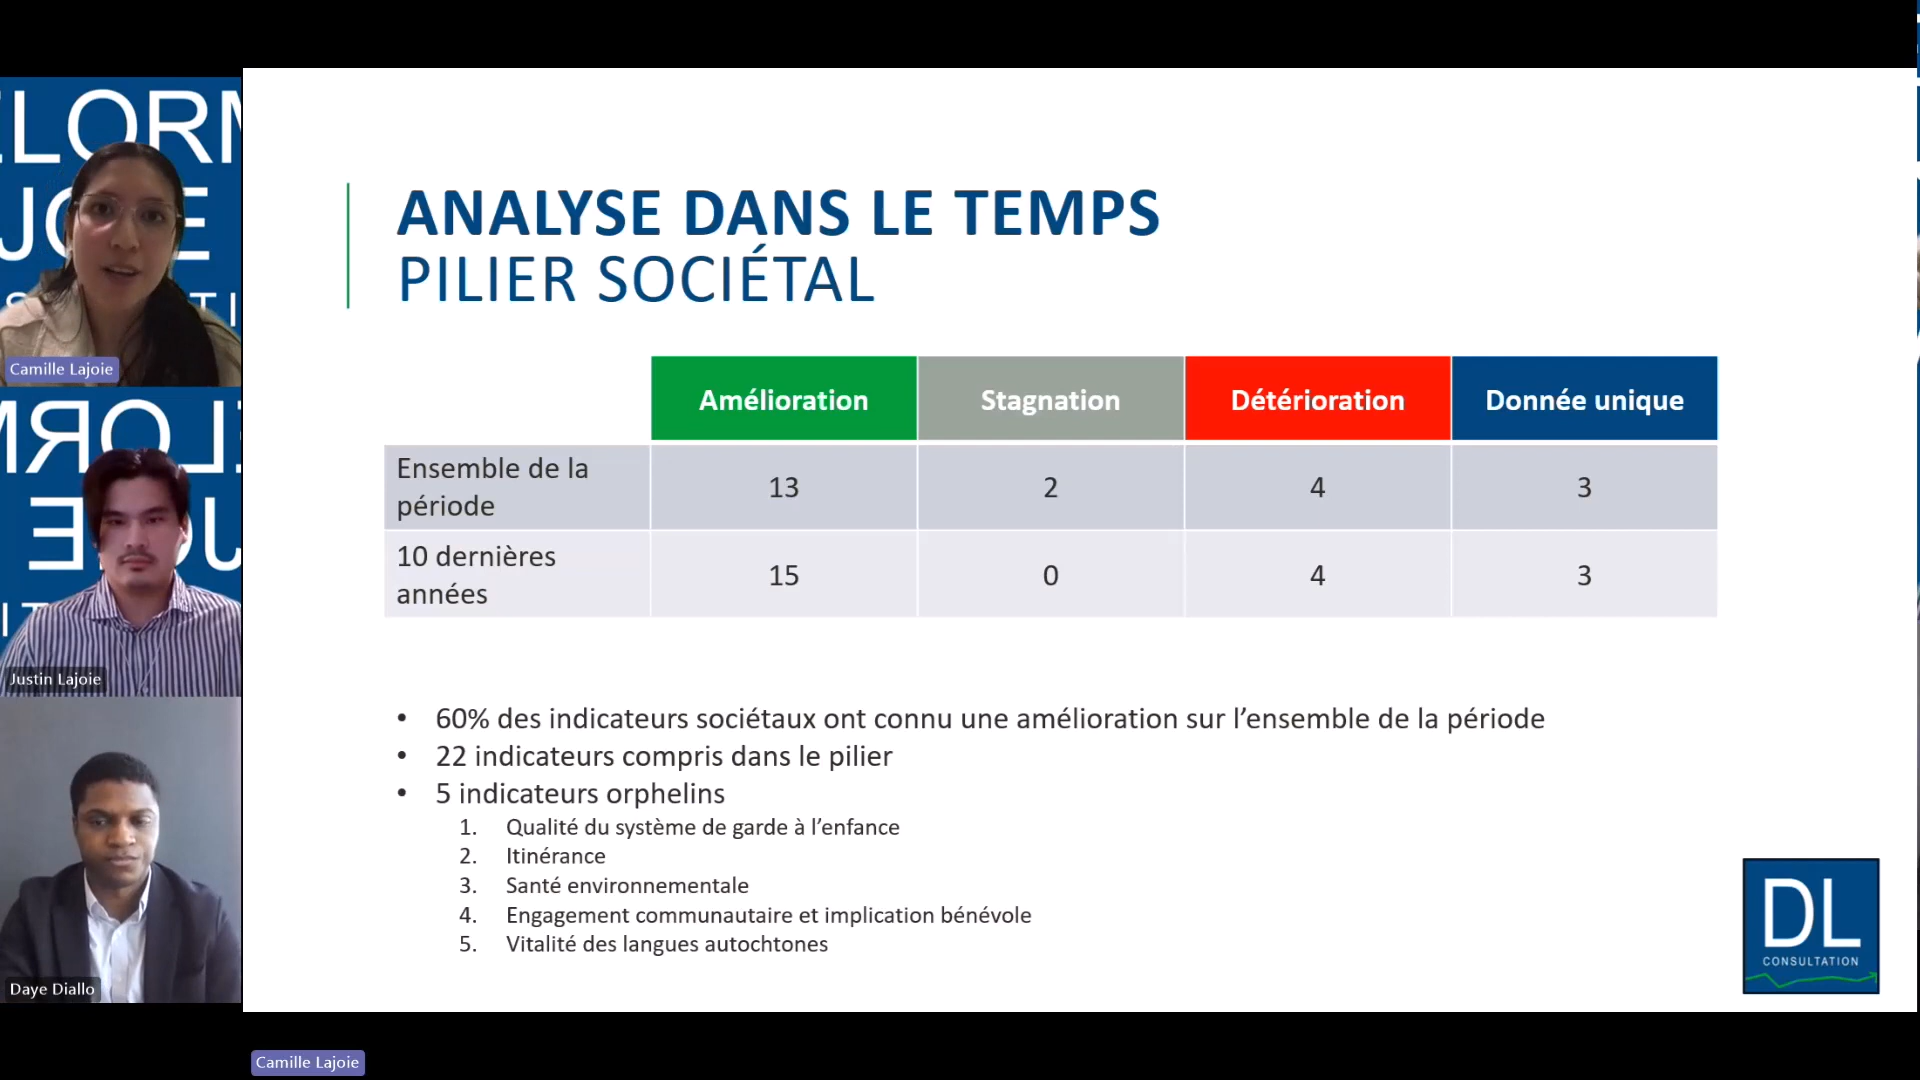 ELORM
JOIE
TI
Camille Lajoie
Justin Lajoie
Daye Diallo
ANALYSE DANS LE TEMPS
PILIER SOCIÉTAL
Amélioration Stagnation Détérioration Donnée unique
Ensemble de la
période 13 2 4 3
10 dernières
années 15 0 4 3
• 60% des indicateurs sociétaux ont connu une amélioration sur l’ensemble de la période
• 22 indicateurs compris dans le pilier
• 5 indicateurs orphelins
1. Qualité du système de garde à l’enfance
2. Itinérance
3. Santé environnementale
4. Engagement communautaire et implication bénévole
5. Vitalité des langues autochtones
DL
CONSULTATION
Camille Lajoie